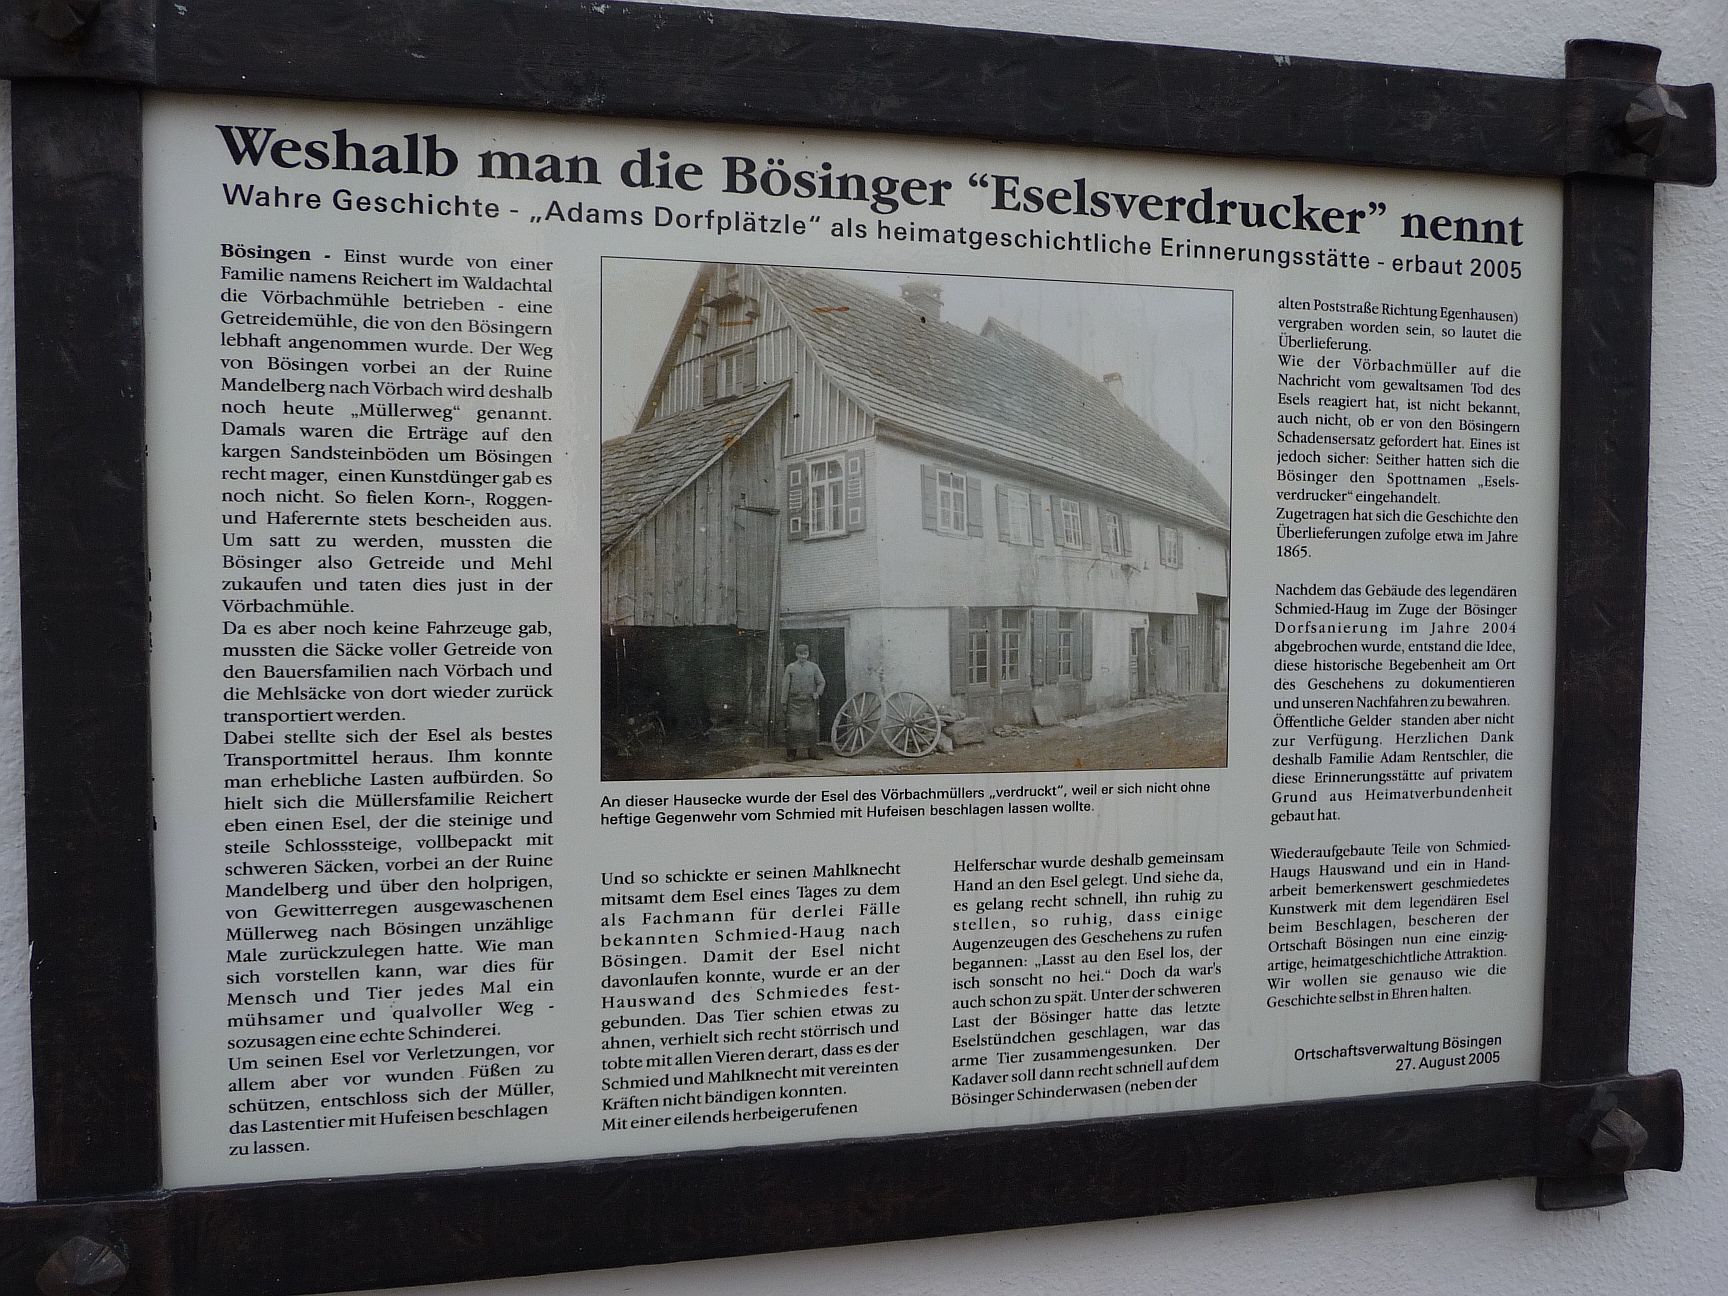 Weshalb man die Bösinger “Eselsverdrucker” nennt
Wahre Geschichte - „Adams Dorfplätzle“ als heimatgeschichtliche Erinnerungsstätte - erbaut 2005
Bösingen - Einst wurde von einer
Familie namens Reichert im Waldachtal
die Vörbachmühle betrieben - eine
Getreidemühle, die von den Bösingern
lebhaft angenommen wurde. Der Weg
von Bösingen vorbei an der Ruine
Mandelberg nach Vörbach wird deshalb
noch heute „Müllerweg“ genannt.
Damals waren die Erträge auf den
kargen Sandsteinböden um Bösingen
recht mager, einen Kunstdünger gab es
noch nicht. So fielen Korn-, Roggen-
und Haferernte stets bescheiden aus.
Um satt zu werden, mussten die
Bösinger also Getreide und Mehl
zukaufen und taten dies just in der
Vörbachmühle.
Da es aber noch keine Fahrzeuge gab,
mussten die Säcke voller Getreide von
den Bauersfamilien nach Vörbach und
die Mehlsäcke von dort wieder zurück
transportiert werden.
Dabei stellte sich der Esel als bestes
Transportmittel heraus. Ihm konnte
man erhebliche Lasten aufbürden. So
hielt sich die Müllersfamilie Reichert
eben einen Esel, der die steinige und
steile Schlosssteige, vollbepackt mit
schweren Säcken, vorbei an der Ruine
Mandelberg und über den holprigen,
von Gewitterregen ausgewaschenen
Müllerweg nach Bösingen unzählige
Male zurückzulegen hatte. Wie man
sich vorstellen kann, war dies für
Mensch und Tier jedes Mal ein
mühsamer und qualvoller Weg -
sozusagen eine echte Schinderei.
Um seinen Esel vor Verletzungen, vor
allem aber vor wunden Füßen zu
schützen, entschloss sich der Müller,
das Lastentier mit Hufeisen beschlagen
zu lassen.
An dieser Hausecke wurde der Esel des Vörbachmüllers „verdruckt“, weil er sich nicht ohne
heftige Gegenwehr vom Schmied mit Hufeisen beschlagen lassen wollte.
Und so schickte er seinen Mahlknecht
mitsamt dem Esel eines Tages zu dem
als Fachmann für derlei Fälle
bekannten Schmied-Haug nach
Bösingen. Damit der Esel nicht
davonlaufen konnte, wurde er an der
Hauswand des Schmiedes fest-
gebunden. Das Tier schien etwas zu
ahnen, verhielt sich recht störrisch und
tobte mit allen Vieren derart, dass es der
Schmied und Mahlknecht mit vereinten
Kräften nicht bändigen konnten.
Mit einer eilends herbeigerufenen
Helferschar wurde deshalb gemeinsam
Hand an den Esel gelegt. Und siehe da,
es gelang recht schnell, ihn ruhig zu
stellen, so ruhig, dass einige
Augenzeugen des Geschehens zu rufen
begannen: „Lasst au den Esel los, der
isch sonscht no hei.“ Doch da war's
auch schon zu spät. Unter der schweren
Last der Bösinger hatte das letzte
Eselstündchen geschlagen, war das
arme Tier zusammengesunken. Der
Kadaver soll dann recht schnell auf dem
Bösinger Schinderwasen (neben der
alten Poststraße Richtung Egenhausen)
vergraben worden sein, so lautet die
Überlieferung.
Wie der Vörbachmüller auf die
Nachricht vom gewaltsamen Tod des
Esels reagiert hat, ist nicht bekannt,
auch nicht, ob er von den Bösingern
Schadensersatz gefordert hat. Eines ist
jedoch sicher: Seither hatten sich die
Bösinger den Spottnamen „Esels-
verdrucker“ eingehandelt.
Zugetragen hat sich die Geschichte den
Überlieferungen zufolge etwa im Jahre
1865.
Nachdem das Gebäude des legendären
Schmied-Haug im Zuge der Bösinger
Dorfsanierung im Jahre 2004
abgebrochen wurde, entstand die Idee,
diese historische Begebenheit am Ort
des Geschehens zu dokumentieren
und unseren Nachfahren zu bewahren.
Öffentliche Gelder standen aber nicht
zur Verfügung. Herzlichen Dank
deshalb Familie Adam Rentschler, die
diese Erinnerungsstätte auf privatem
Grund aus Heimatverbundenheit
gebaut hat.
Wiederaufgebaute Teile von Schmied-
Haugs Hauswand und ein in Hand-
arbeit bemerkenswert geschmiedetes
Kunstwerk mit dem legendären Esel
beim Beschlagen, bescheren der
Ortschaft Bösingen nun eine einzig-
artige, heimatgeschichtliche Attraktion.
Wir wollen sie genauso wie die
Geschichte selbst in Ehren halten.
Ortschaftsverwaltung Bösingen
27. August 2005